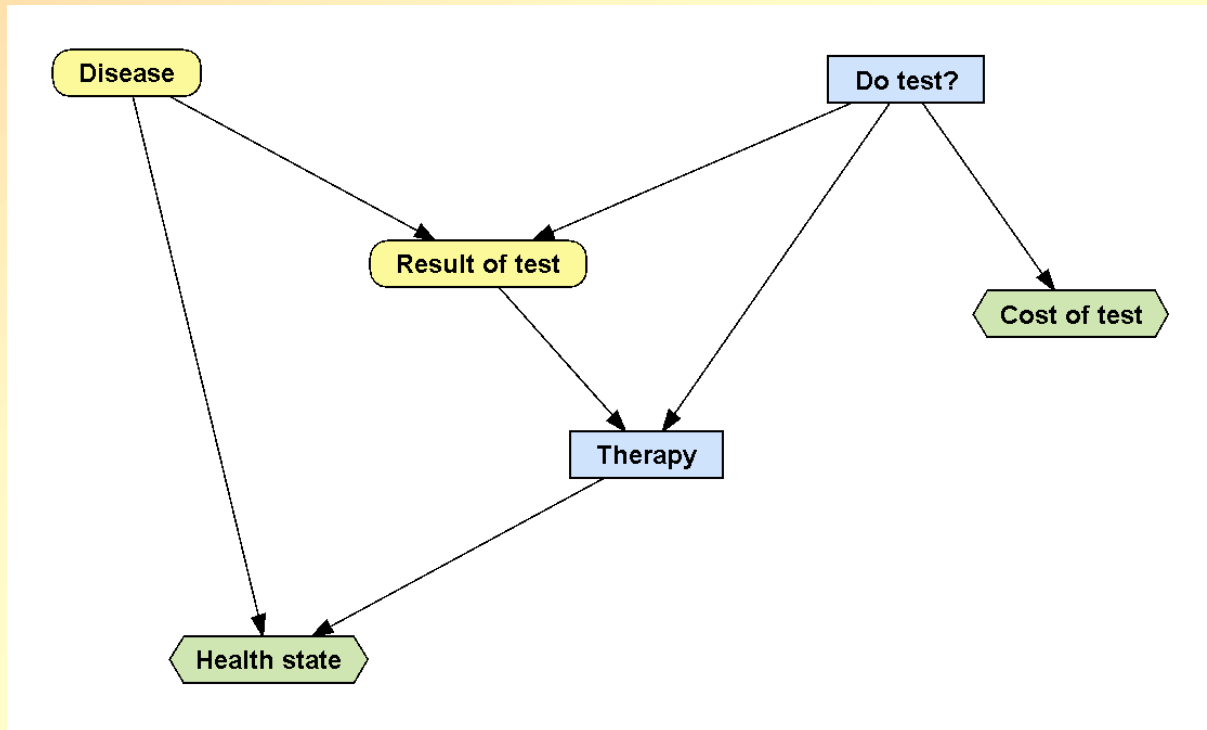 Disease
Do test?
Result of test
Cost of test
Therapy
Health state